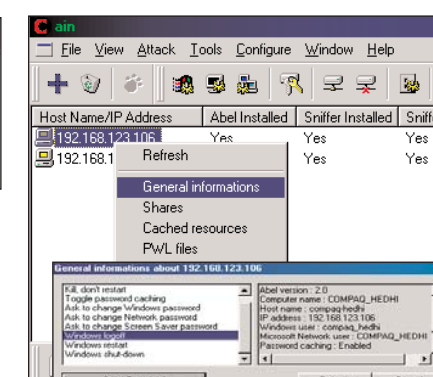 Cain
File View Attack Tools Configure Window Help
Host Name/IP Address Abel Installed Sniffer Installed
192.168.123.106 Yes Yes Yes
192.168.1 Yes Yes
Refresh
General informations
Shares
Cached resources
PWL files
General informations about 192.168.123.106
Kill, don't restart
Toggle password caching
Ask to change Windows password
Ask to change Network password
Ask to change Screen Saver password
Windows logoff
Windows restart
Windows shut-down
Abel version : 2.0
Computer name : COMPAQ_HEDHI
Host name : compaq-hedhi
IP address : 192.168.123.106
Windows user : compaq_hedhi
Microsoft Network user : COMPAQ_HEDHI
Password caching : Enabled